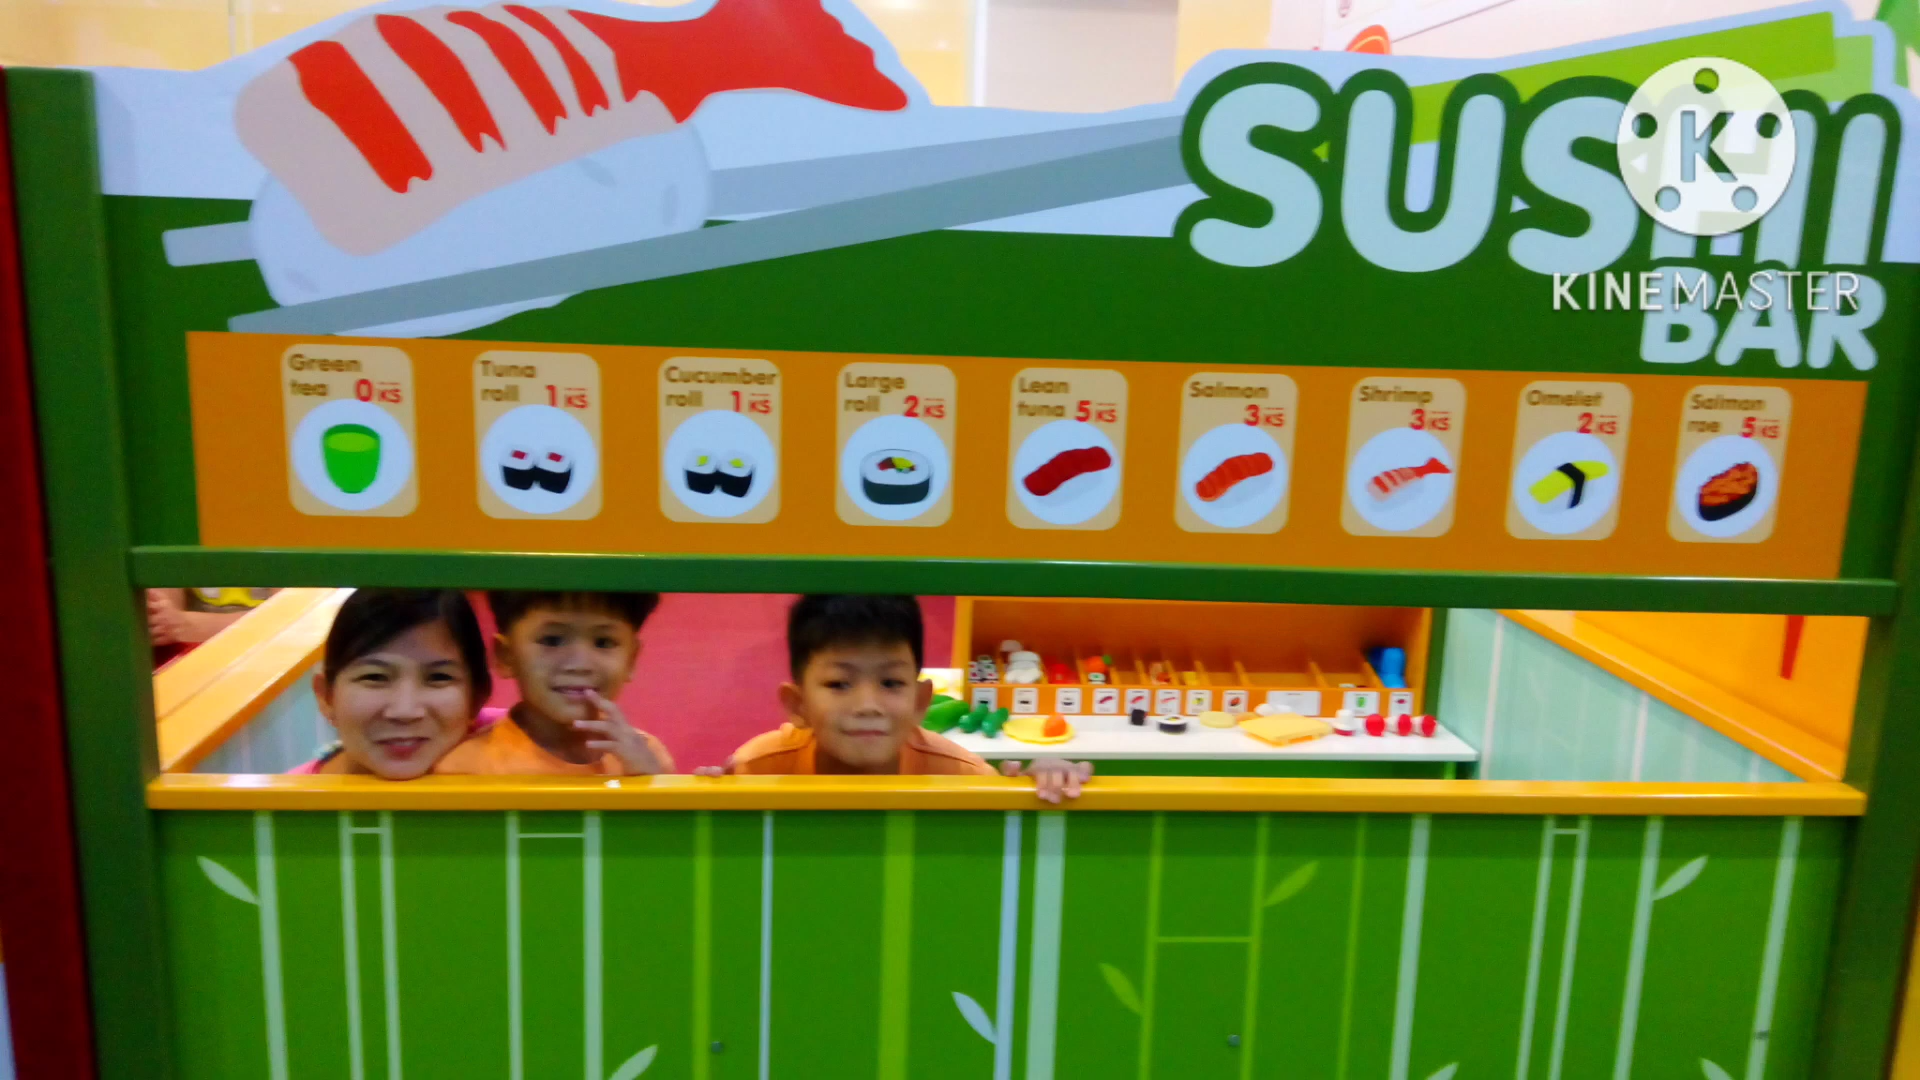 SUSHI
BAR
K
KINEMASTER
Green
tea 0 KS
Tuna
roll 1 KS
Cucumber
roll 1 KS
Large
roll 2 KS
Lean
tuna 5 KS
Salmon
3 KS
Shrimp
3 KS
Omelet
2 KS
Salmon
roe 5 KS